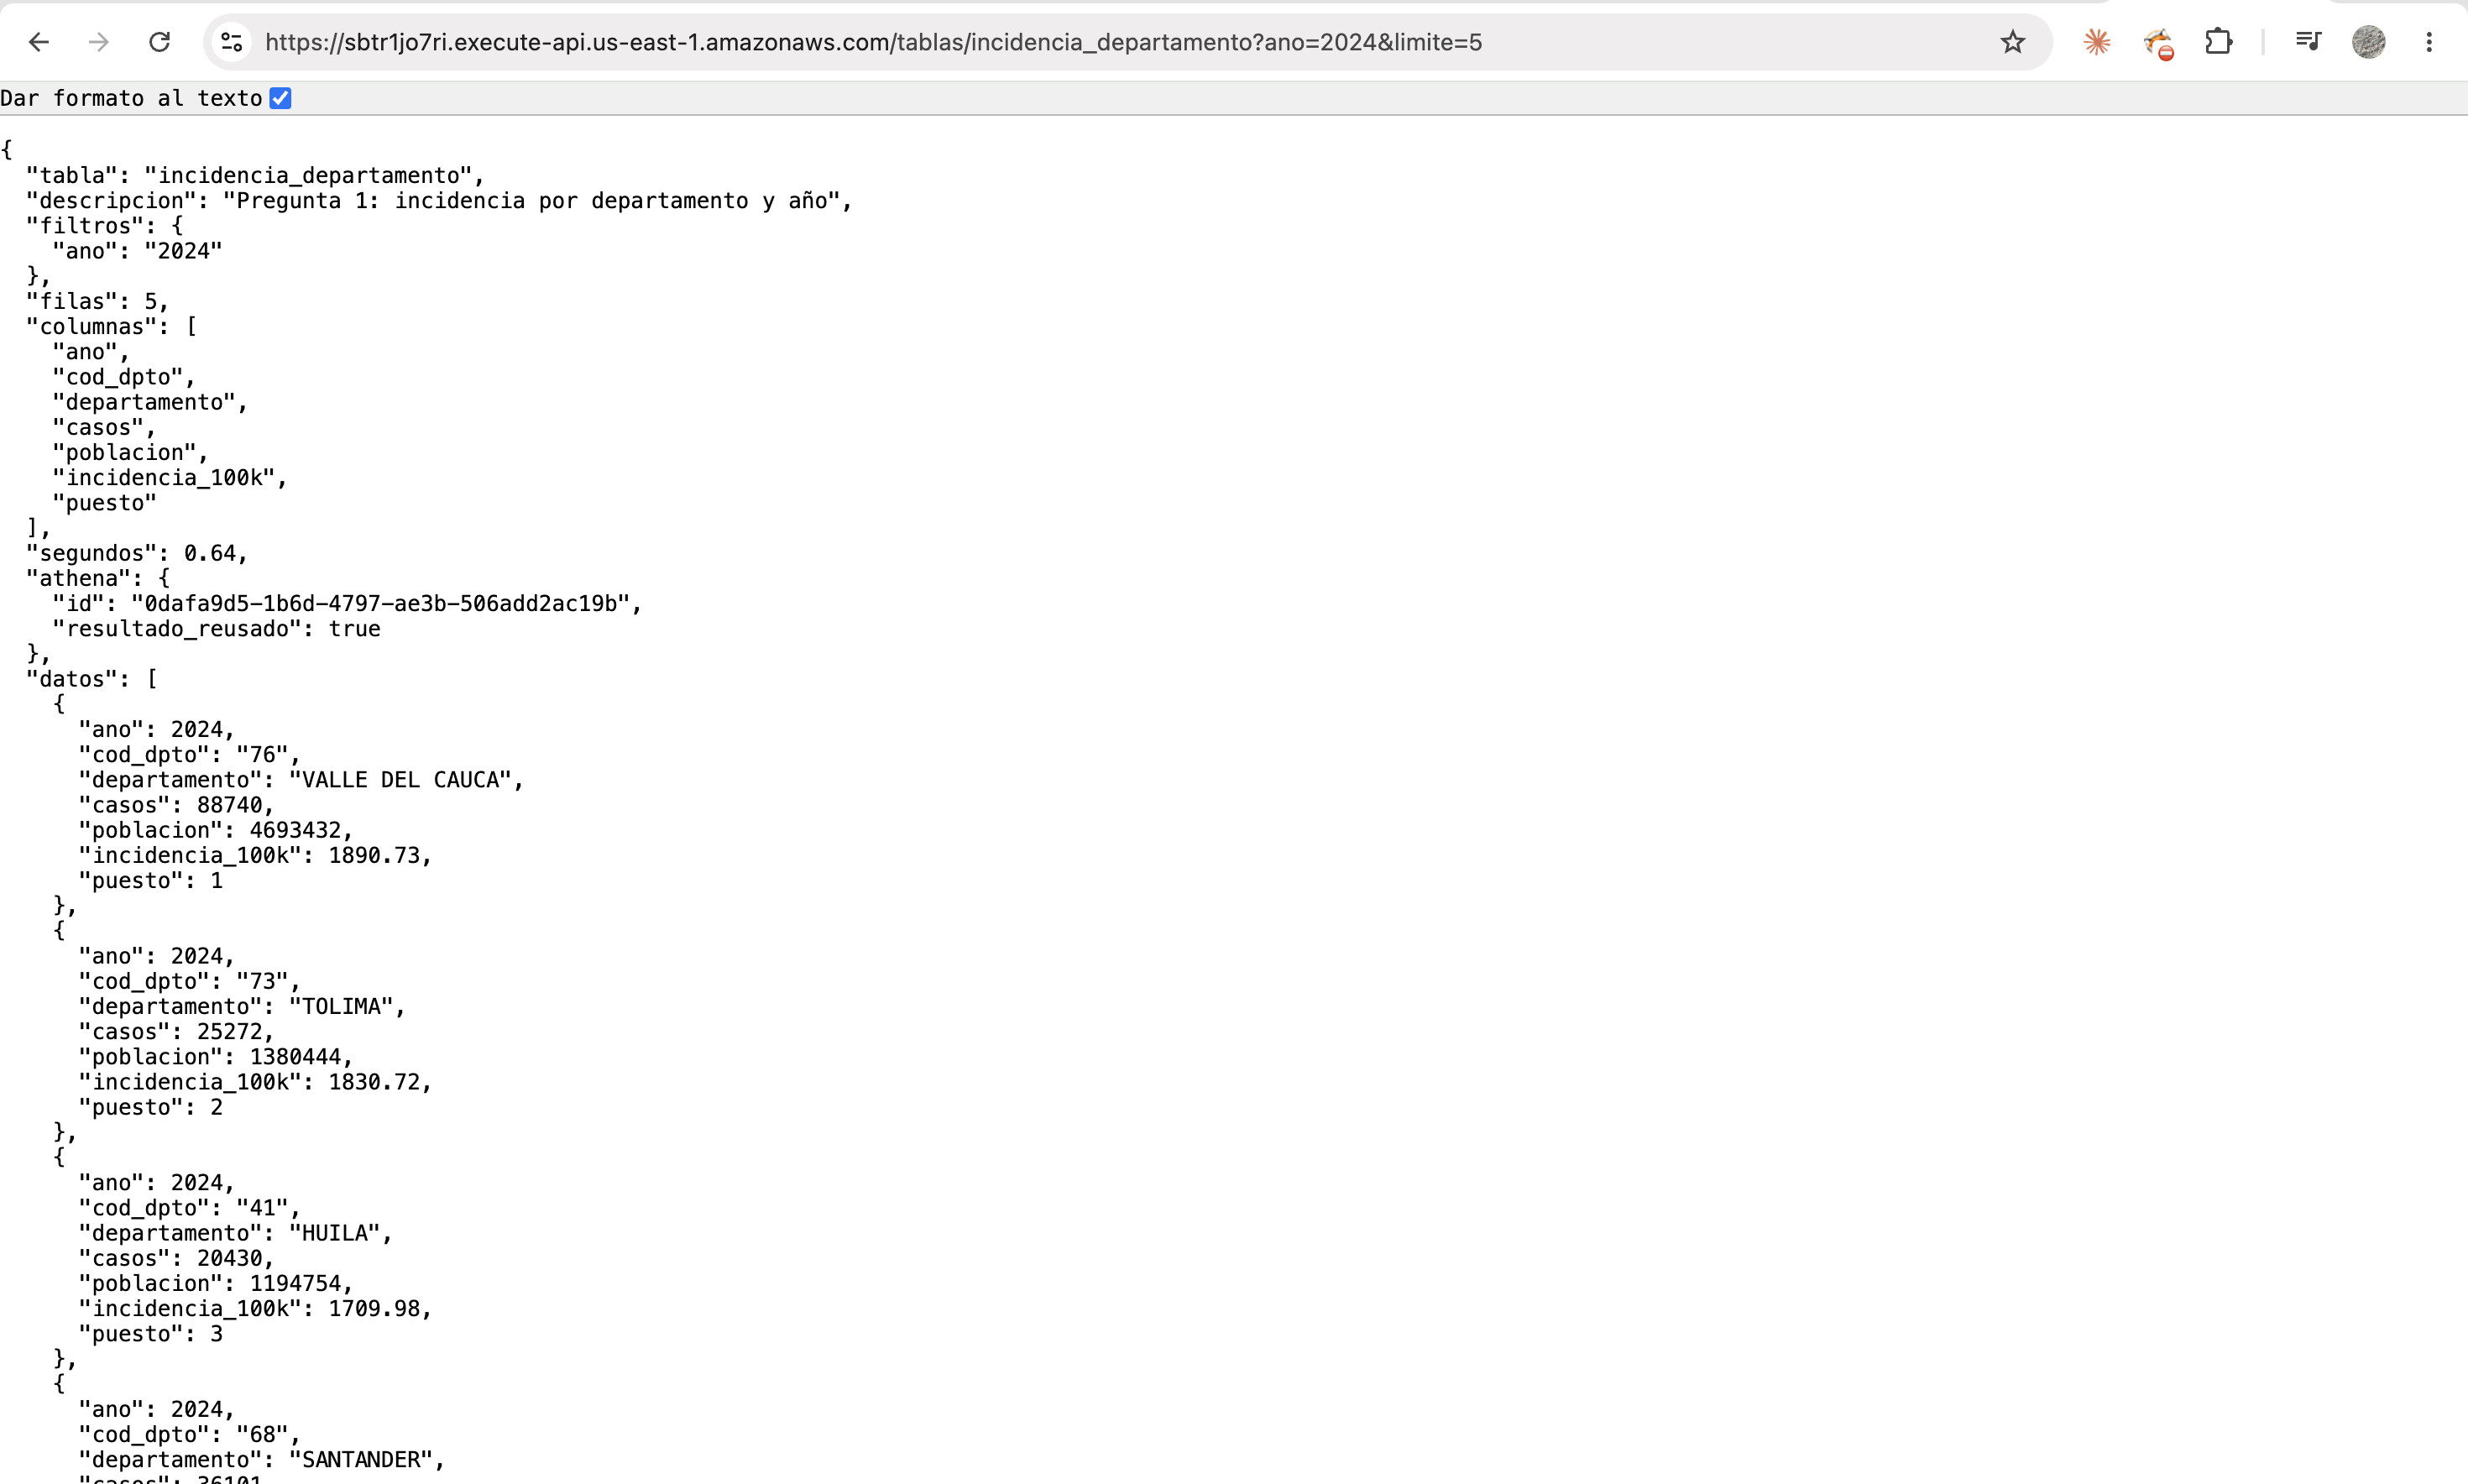 https://sbtr1jo7ri.execute-api.us-east-1.amazonaws.com/tablas/incidencia_departamento?ano=2024&limite=5
Dar formato al texto
{
  "tabla": "incidencia_departamento",
  "descripcion": "Pregunta 1: incidencia por departamento y año",
  "filtros": {
    "ano": "2024"
  },
  "filas": 5,
  "columnas": [
    "ano",
    "cod_dpto",
    "departamento",
    "casos",
    "poblacion",
    "incidencia_100k",
    "puesto"
  ],
  "segundos": 0.64,
  "athena": {
    "id": "0dafa9d5-1b6d-4797-ae3b-506add2ac19b",
    "resultado_reusado": true
  },
  "datos": [
    {
      "ano": 2024,
      "cod_dpto": "76",
      "departamento": "VALLE DEL CAUCA",
      "casos": 88740,
      "poblacion": 4693432,
      "incidencia_100k": 1890.73,
      "puesto": 1
    },
    {
      "ano": 2024,
      "cod_dpto": "73",
      "departamento": "TOLIMA",
      "casos": 25272,
      "poblacion": 1380444,
      "incidencia_100k": 1830.72,
      "puesto": 2
    },
    {
      "ano": 2024,
      "cod_dpto": "41",
      "departamento": "HUILA",
      "casos": 20430,
      "poblacion": 1194754,
      "incidencia_100k": 1709.98,
      "puesto": 3
    },
    {
      "ano": 2024,
      "cod_dpto": "68",
      "departamento": "SANTANDER",
      "casos": 36101